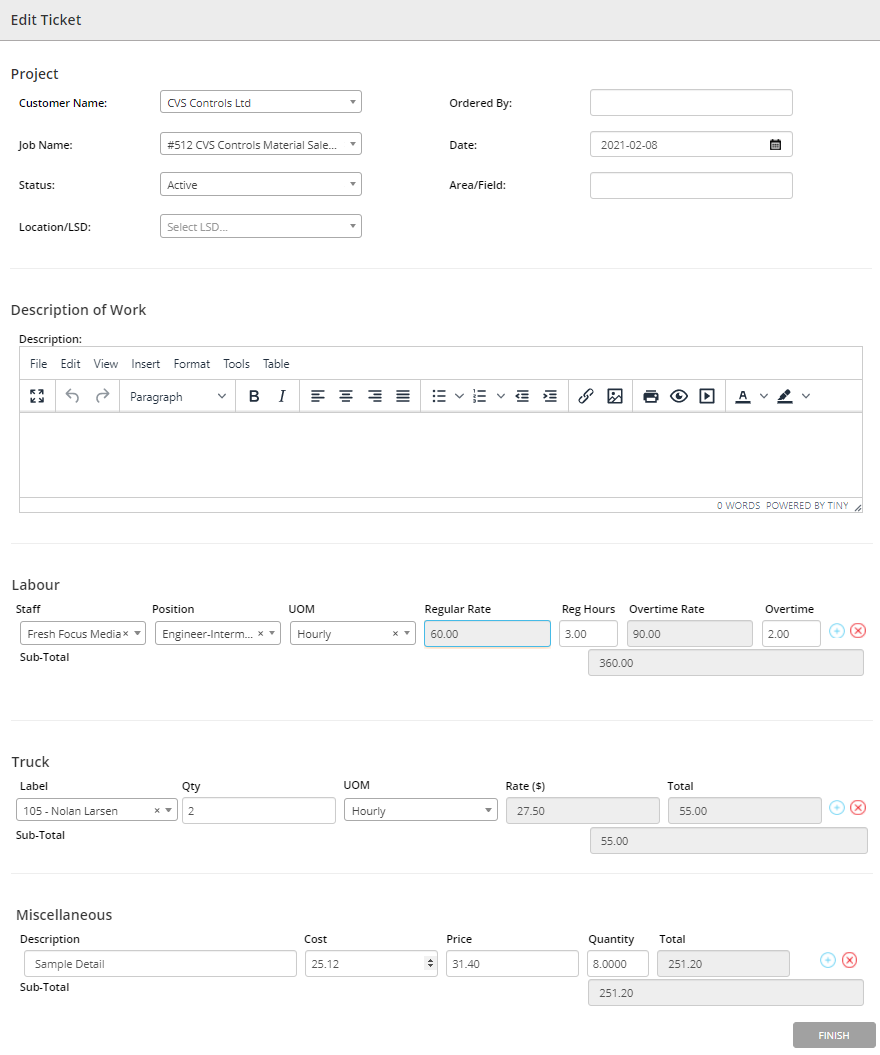 Edit Ticket
Project
Customer Name: CVS Controls Ltd Ordered By:
Job Name: #512 CVS Controls Material Sale... Date: 2021-02-08
Status: Active Area/Field:
Location/LSD: Select LSD...
Description of Work
Description:
File Edit View Insert Format Tools Table
Paragraph B I A
0 WORDS POWERED BY TINY
Labour
Staff Position UOM Regular Rate Reg Hours Overtime Rate Overtime
Fresh Focus Media× Engineer-Interm... × Hourly × 60.00 3.00 90.00 2.00
Sub-Total 360.00
Truck
Label Qty UOM Rate ($) Total
105 - Nolan Larsen × 2 Hourly 27.50 55.00
Sub-Total 55.00
Miscellaneous
Description Cost Price Quantity Total
Sample Detail 25.12 31.40 8.0000 251.20
Sub-Total 251.20
FINISH